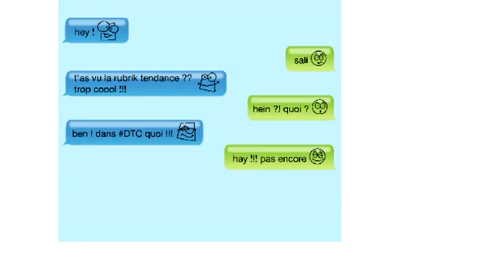 hey !
sali
t'as vu la rubrik tendance ??
trop coool !!!
hein ?! quoi ?
ben ! dans #DTC quoi !!!
hay !!! pas encore